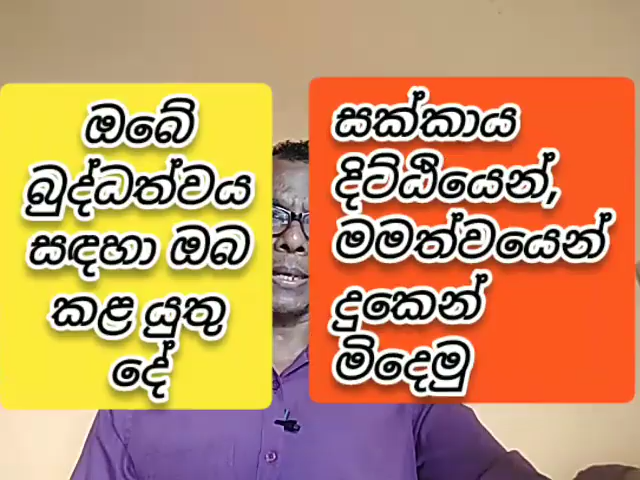 ඔබේ
බුද්ධත්වය
සඳහා ඔබ
කළ යුතු
දේ
සක්කාය
දිට්ඨියෙන්,
මමත්වයෙන්
දුකෙන්
මිදෙමු